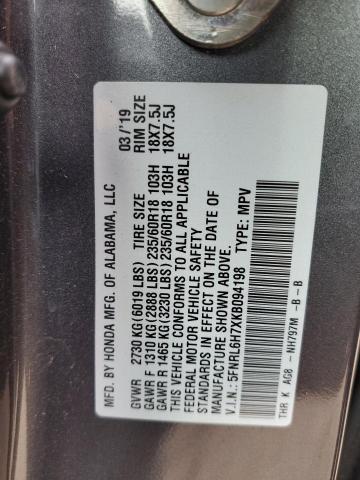 MFD. BY HONDA MFG. OF ALABAMA, LLC 03/'19
GVWR 2730 KG(6019 LBS) TIRE SIZE RIM SIZE
GAWR F 1310 KG(2888 LBS) 235/60R18 103H 18X7.5J
GAWR R 1465 KG(3230 LBS) 235/60R18 103H 18X7.5J
THIS VEHICLE CONFORMS TO ALL APPLICABLE
FEDERAL MOTOR VEHICLE SAFETY
STANDARDS IN EFFECT ON THE DATE OF
MANUFACTURE SHOWN ABOVE.
V.I.N.: 5FNRL6H7XKB094198 TYPE: MPV
THR K AG8 -NH797M -B -B